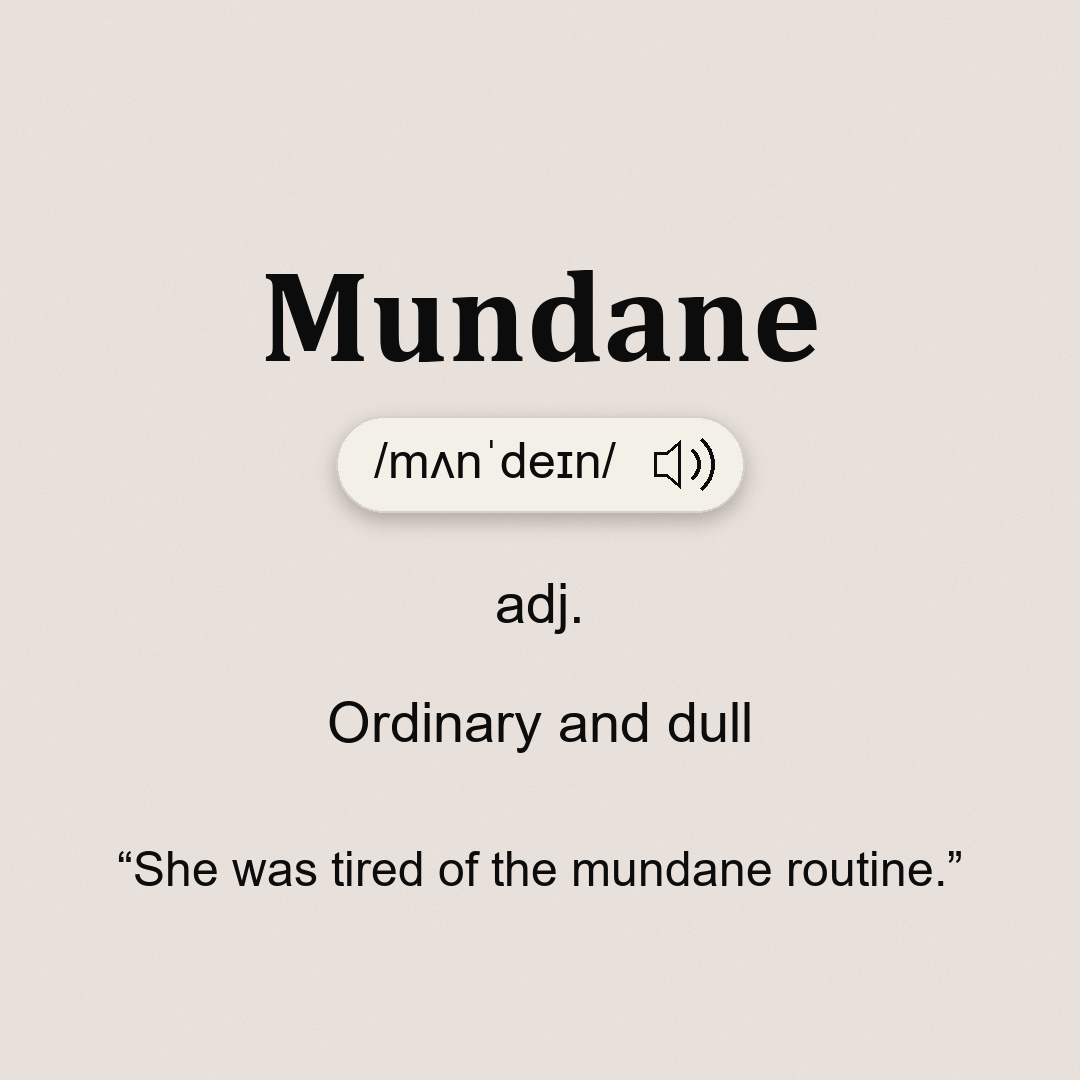 Mundane
/mʌnˈdeɪn/
adj.
Ordinary and dull
“She was tired of the mundane routine.”